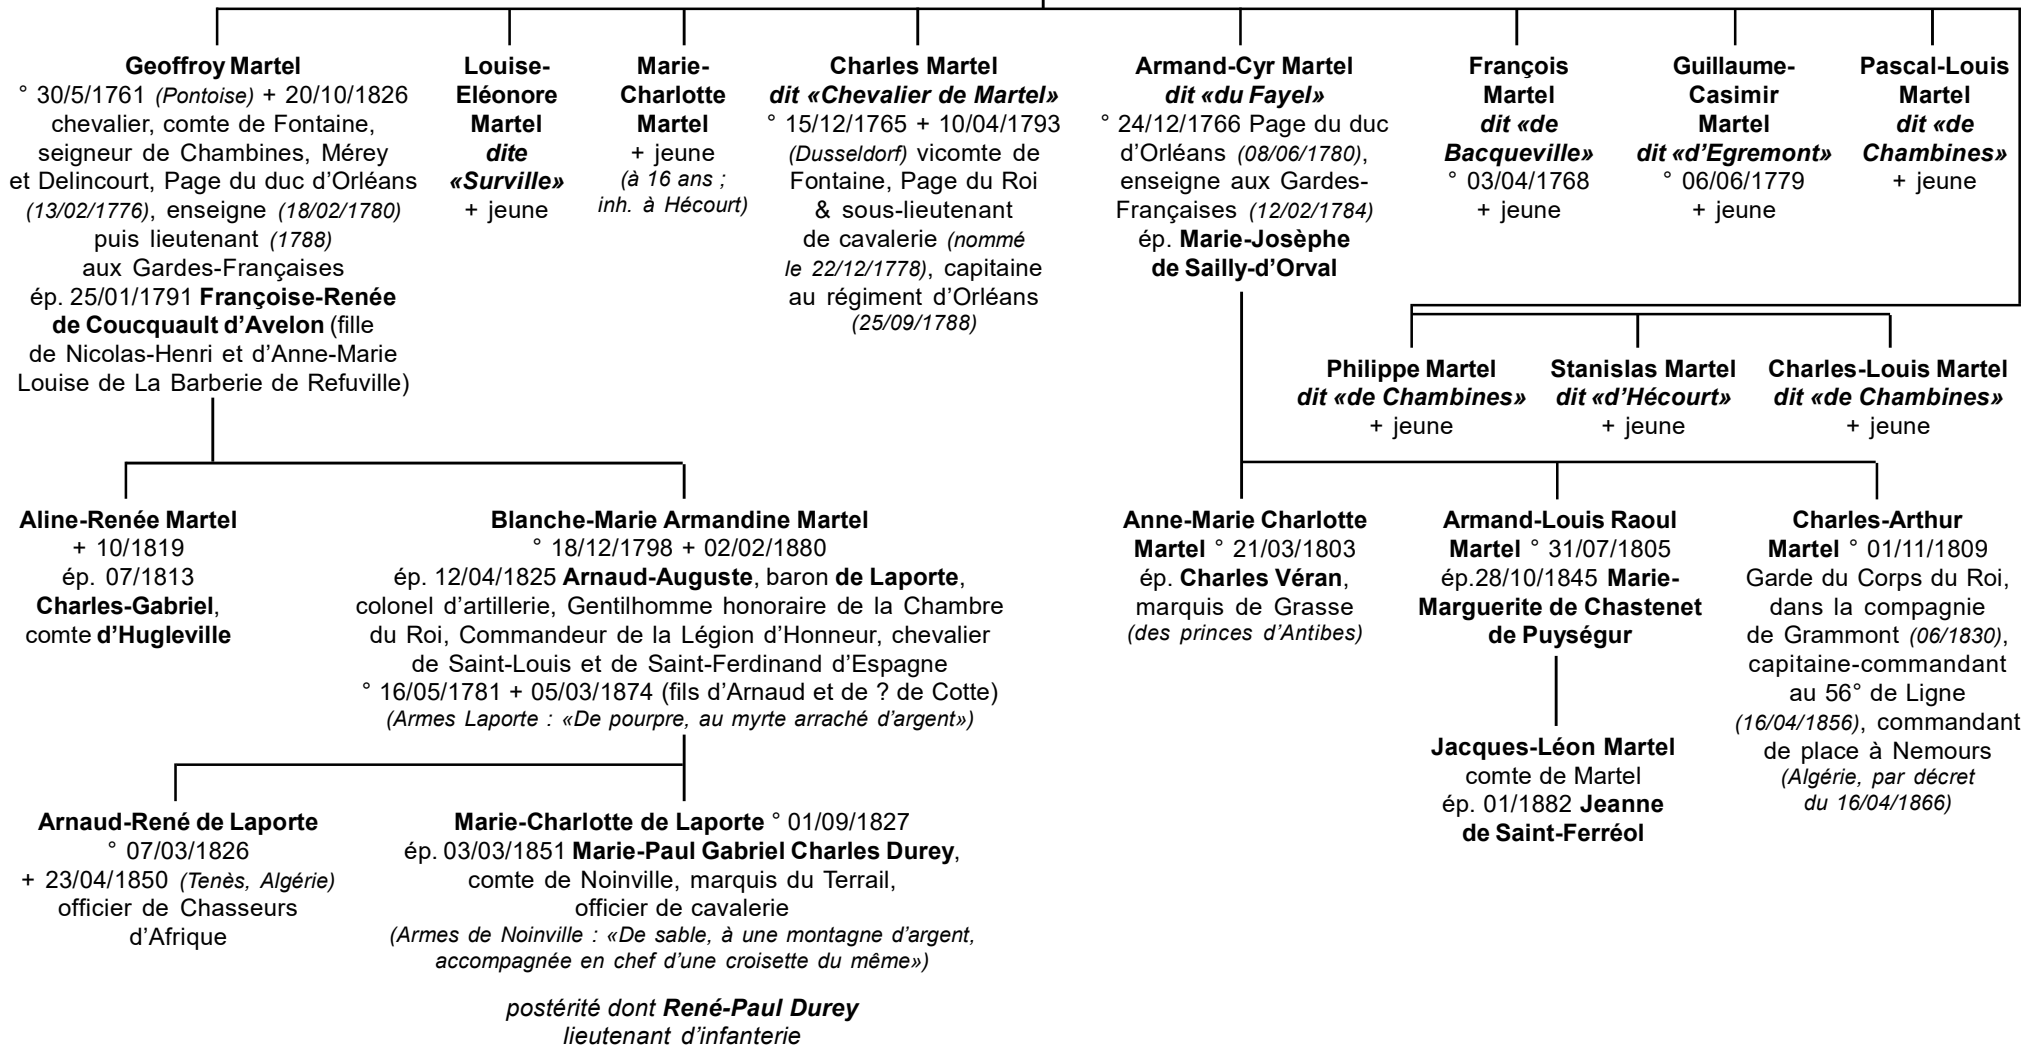 Geoffroy Martel
° 30/5/1761 (Pontoise) + 20/10/1826
chevalier, comte de Fontaine,
seigneur de Chambines, Mérey
et Delincourt, Page du duc d'Orléans
(13/02/1776), enseigne (18/02/1780)
puis lieutenant (1788)
aux Gardes-Françaises
ép. 25/01/1791 Françoise-Renée
de Coucquault d'Avelon (fille
de Nicolas-Henri et d'Anne-Marie
Louise de La Barberie de Refuville)
Louise-
Eléonore
Martel
dite
«Surville»
+ jeune
Marie-
Charlotte
Martel
+ jeune
(à 16 ans ;
inh. à Hécourt)
Charles Martel
dit «Chevalier de Martel»
° 15/12/1765 + 10/04/1793
(Dusseldorf) vicomte de
Fontaine, Page du Roi
& sous-lieutenant
de cavalerie (nommé
le 22/12/1778), capitaine
au régiment d'Orléans
(25/09/1788)
Armand-Cyr Martel
dit «du Fayel»
° 24/12/1766 Page du duc
d'Orléans (08/06/1780),
enseigne aux Gardes-
Françaises (12/02/1784)
ép. Marie-Josèphe
de Sailly-d'Orval
François
Martel
dit «de
Bacqueville»
° 03/04/1768
+ jeune
Guillaume-
Casimir
Martel
dit «d'Egremont»
° 06/06/1779
+ jeune
Pascal-Louis
Martel
dit «de
Chambines»
+ jeune
Philippe Martel
dit «de Chambines»
+ jeune
Stanislas Martel
dit «d'Hécourt»
+ jeune
Charles-Louis Martel
dit «de Chambines»
+ jeune
Aline-Renée Martel
+ 10/1819
ép. 07/1813
Charles-Gabriel,
comte d'Hugleville
Blanche-Marie Armandine Martel
° 18/12/1798 + 02/02/1880
ép. 12/04/1825 Arnaud-Auguste, baron de Laporte,
colonel d'artillerie, Gentilhomme honoraire de la Chambre
du Roi, Commandeur de la Légion d'Honneur, chevalier
de Saint-Louis et de Saint-Ferdinand d'Espagne
° 16/05/1781 + 05/03/1874 (fils d'Arnaud et de ? de Cotte)
(Armes Laporte : «De pourpre, au myrte arraché d'argent»)
Anne-Marie Charlotte
Martel ° 21/03/1803
ép. Charles Véran,
marquis de Grasse
(des princes d'Antibes)
Armand-Louis Raoul
Martel ° 31/07/1805
ép.28/10/1845 Marie-
Marguerite de Chastenet
de Puységur
Charles-Arthur
Martel ° 01/11/1809
Garde du Corps du Roi,
dans la compagnie
de Grammont (06/1830),
capitaine-commandant
au 56° de Ligne
(16/04/1856), commandant
de place à Nemours
(Algérie, par décret
du 16/04/1866)
Jacques-Léon Martel
comte de Martel
ép. 01/1882 Jeanne
de Saint-Ferréol
Arnaud-René de Laporte
° 07/03/1826
+ 23/04/1850 (Tenès, Algérie)
officier de Chasseurs
d'Afrique
Marie-Charlotte de Laporte ° 01/09/1827
ép. 03/03/1851 Marie-Paul Gabriel Charles Durey,
comte de Noinville, marquis du Terrail,
officier de cavalerie
(Armes de Noinville : «De sable, à une montagne d'argent,
accompagnée en chef d'une croisette du même»)
postérité dont René-Paul Durey
lieutenant d'infanterie